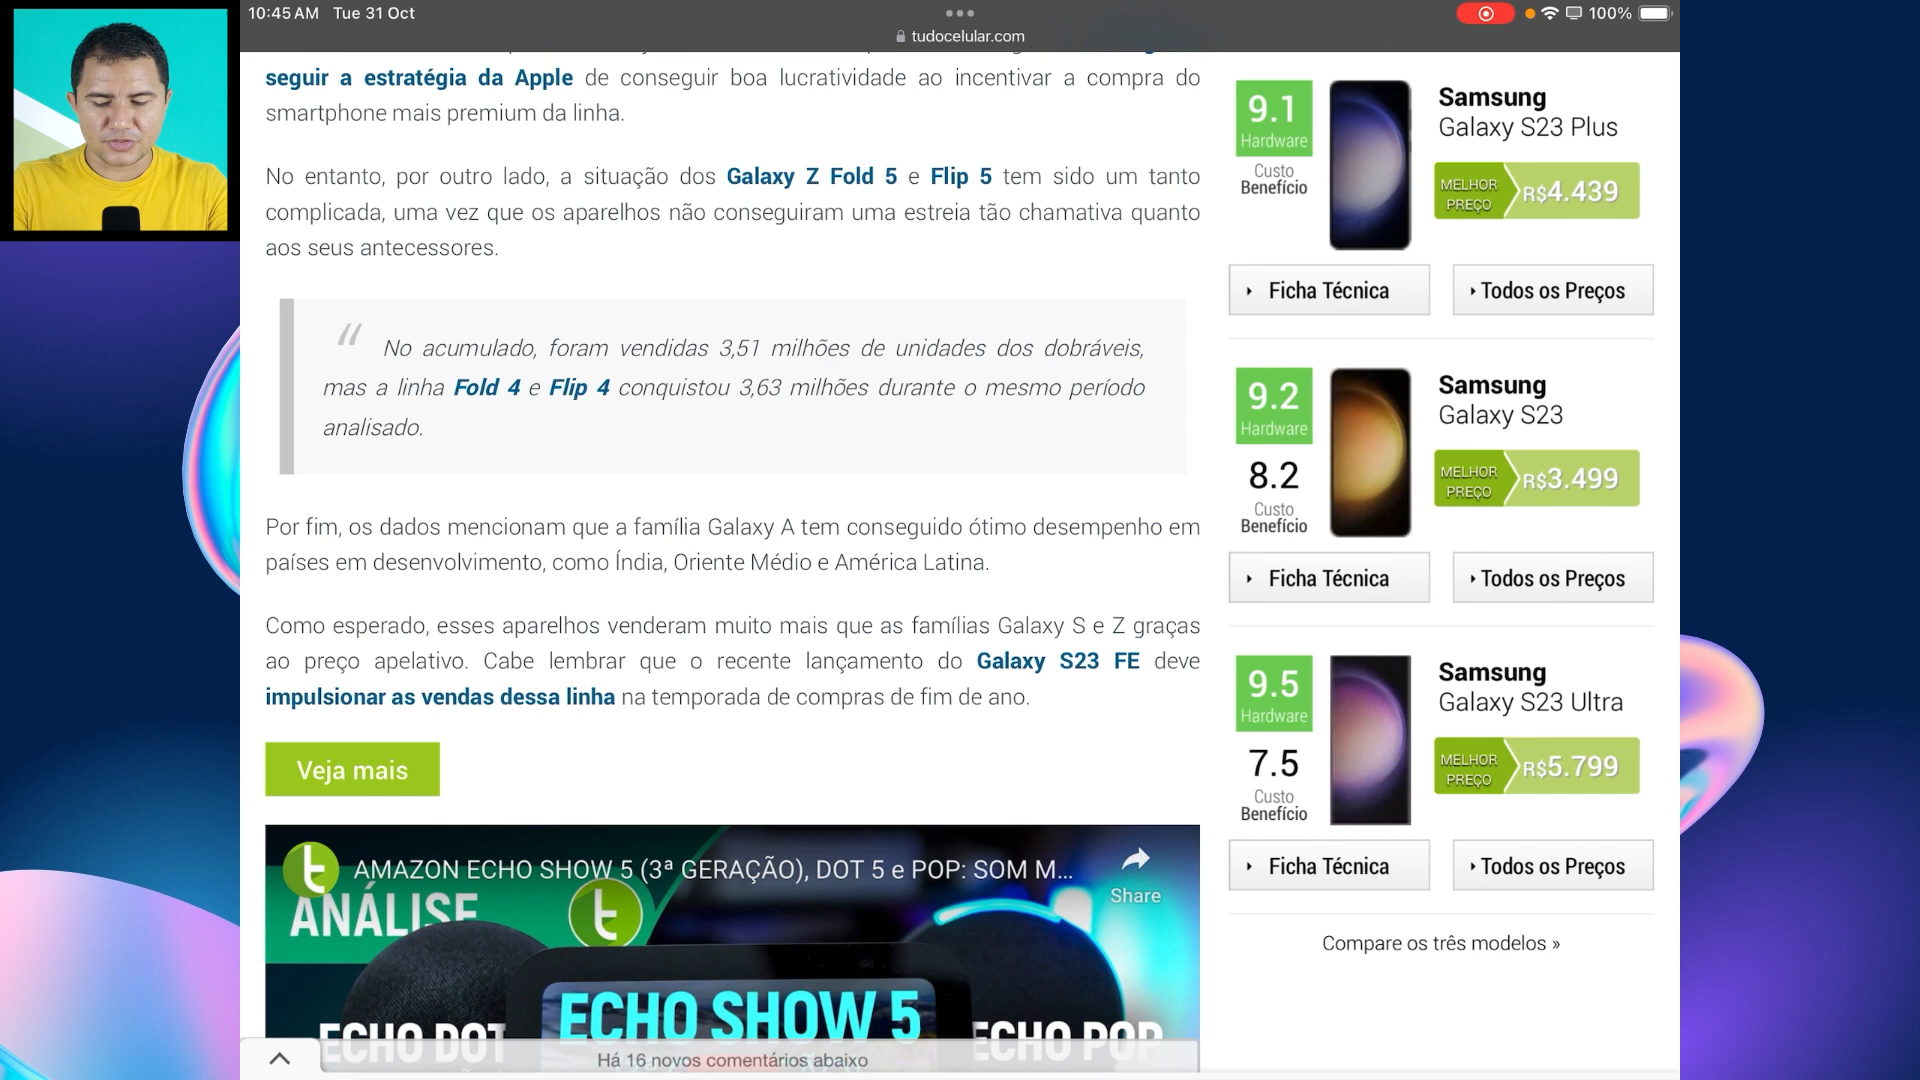 10:45 AM Tue 31 Oct
100%
tudocelular.com
seguir a estratégia da Apple de conseguir boa lucratividade ao incentivar a compra do
smartphone mais premium da linha.
No entanto, por outro lado, a situação dos Galaxy Z Fold 5 e Flip 5 tem sido um tanto
complicada, uma vez que os aparelhos não conseguiram uma estreia tão chamativa quanto
aos seus antecessores.
“ No acumulado, foram vendidas 3,51 milhões de unidades dos dobráveis,
mas a linha Fold 4 e Flip 4 conquistou 3,63 milhões durante o mesmo período
analisado.
Por fim, os dados mencionam que a família Galaxy A tem conseguido ótimo desempenho em
países em desenvolvimento, como Índia, Oriente Médio e América Latina.
Como esperado, esses aparelhos venderam muito mais que as famílias Galaxy S e Z graças
ao preço apelativo. Cabe lembrar que o recente lançamento do Galaxy S23 FE deve
impulsionar as vendas dessa linha na temporada de compras de fim de ano.
Veja mais
AMAZON ECHO SHOW 5 (3ª GERAÇÃO), DOT 5 e POP: SOM M...
Share
ANÁLISE
ECHO SHOW 5
ECHO DOT
ECHO POP
Há 16 novos comentários abaixo
9.1
Hardware
Custo
Benefício
Samsung
Galaxy S23 Plus
MELHOR
PREÇO
R$4.439
Ficha Técnica
Todos os Preços
9.2
Hardware
8.2
Custo
Benefício
Samsung
Galaxy S23
MELHOR
PREÇO
R$3.499
Ficha Técnica
Todos os Preços
9.5
Hardware
7.5
Custo
Benefício
Samsung
Galaxy S23 Ultra
MELHOR
PREÇO
R$5.799
Ficha Técnica
Todos os Preços
Compare os três modelos »